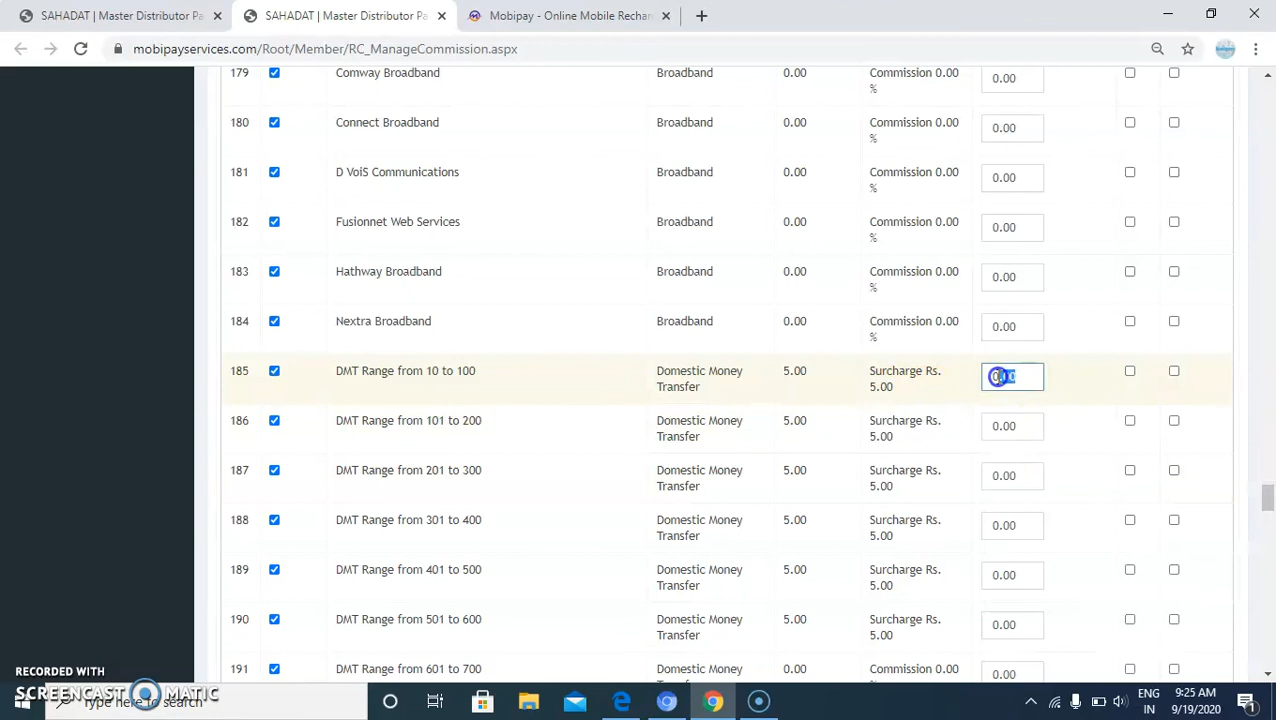 SAHADAT | Master Distributor Pa
SAHADAT | Master Distributor Pa
Mobipay - Online Mobile Rechar
mobipayservices.com/Root/Member/RC_ManageCommission.aspx
179 Comway Broadband Broadband 0.00 Commission 0.00 % 0.00
180 Connect Broadband Broadband 0.00 Commission 0.00 % 0.00
181 D VoiS Communications Broadband 0.00 Commission 0.00 % 0.00
182 Fusionnet Web Services Broadband 0.00 Commission 0.00 % 0.00
183 Hathway Broadband Broadband 0.00 Commission 0.00 % 0.00
184 Nextra Broadband Broadband 0.00 Commission 0.00 % 0.00
185 DMT Range from 10 to 100 Domestic Money Transfer 5.00 Surcharge Rs. 5.00
186 DMT Range from 101 to 200 Domestic Money Transfer 5.00 Surcharge Rs. 5.00 0.00
187 DMT Range from 201 to 300 Domestic Money Transfer 5.00 Surcharge Rs. 5.00 0.00
188 DMT Range from 301 to 400 Domestic Money Transfer 5.00 Surcharge Rs. 5.00 0.00
189 DMT Range from 401 to 500 Domestic Money Transfer 5.00 Surcharge Rs. 5.00 0.00
190 DMT Range from 501 to 600 Domestic Money Transfer 5.00 Surcharge Rs. 5.00 0.00
191 DMT Range from 601 to 700 Domestic Money 0.00 Commission 0.00 0.00
RECORDED WITH
SCREENCAST MATIC
Type here to search
ENG
IN
9:25 AM
9/19/2020
1